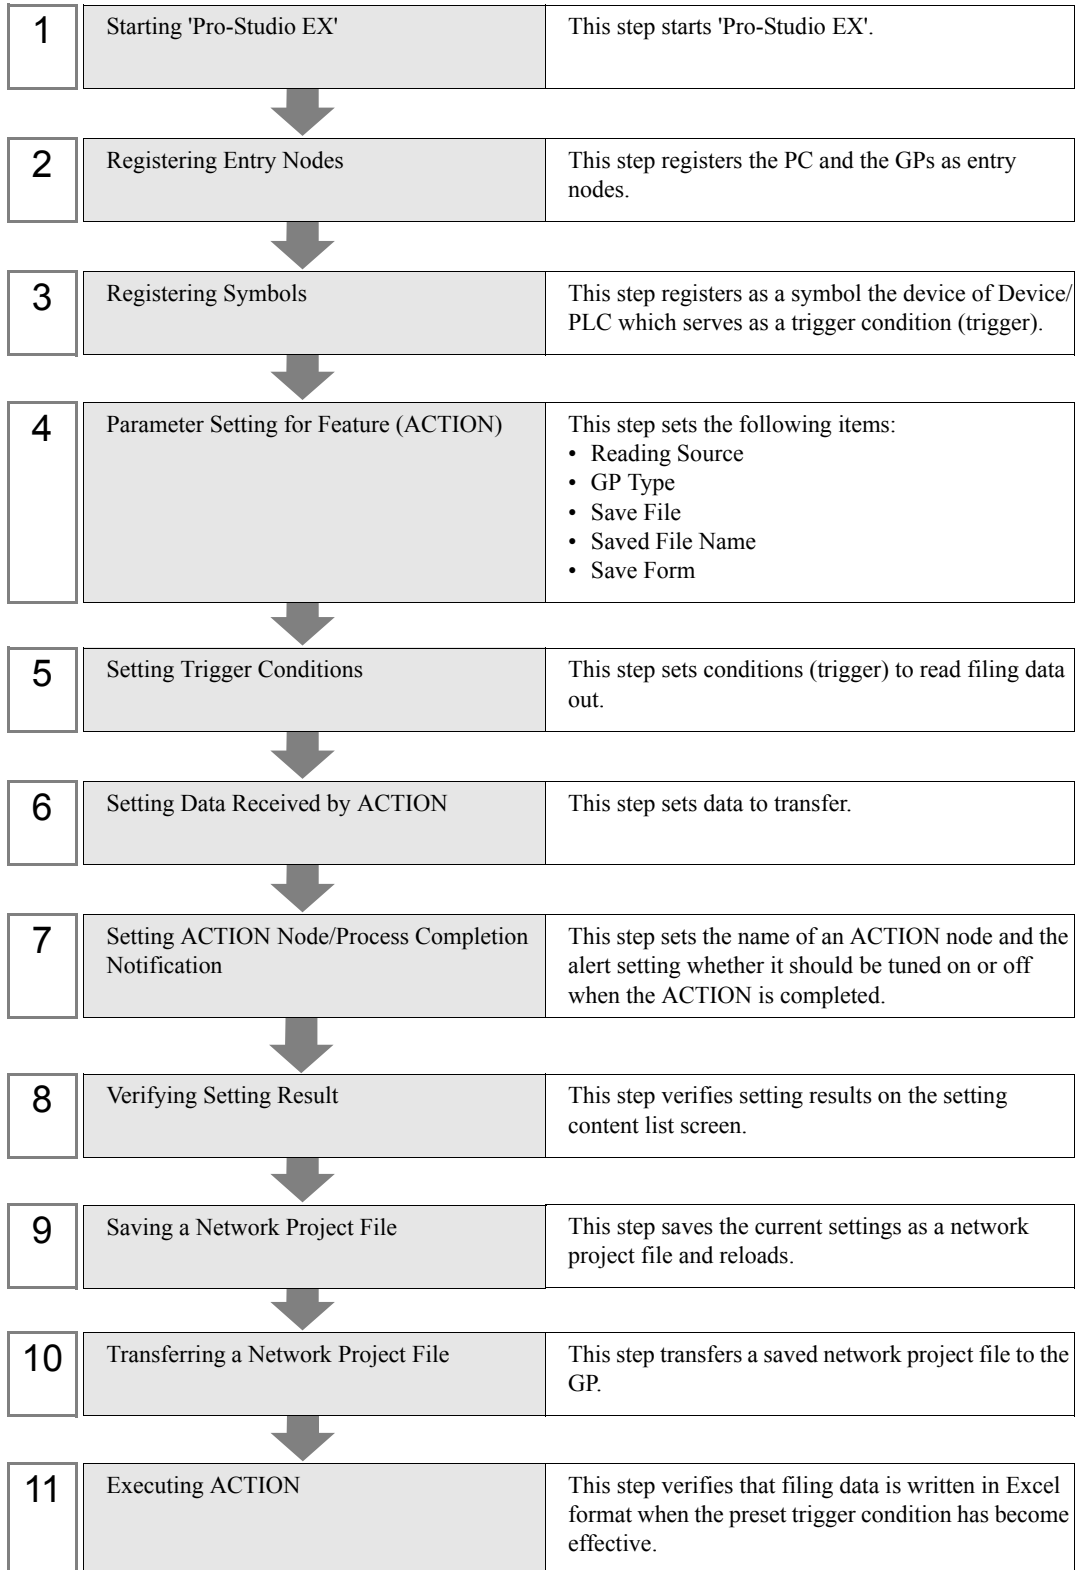 1
Starting 'Pro-Studio EX'
This step starts 'Pro-Studio EX'.
2
Registering Entry Nodes
This step registers the PC and the GPs as entry
nodes.
3
Registering Symbols
This step registers as a symbol the device of Device/
PLC which serves as a trigger condition (trigger).
4
Parameter Setting for Feature (ACTION)
This step sets the following items:
• Reading Source
• GP Type
• Save File
• Saved File Name
• Save Form
5
Setting Trigger Conditions
This step sets conditions (trigger) to read filing data
out.
6
Setting Data Received by ACTION
This step sets data to transfer.
7
Setting ACTION Node/Process Completion
Notification
This step sets the name of an ACTION node and the
alert setting whether it should be tuned on or off
when the ACTION is completed.
8
Verifying Setting Result
This step verifies setting results on the setting
content list screen.
9
Saving a Network Project File
This step saves the current settings as a network
project file and reloads.
10
Transferring a Network Project File
This step transfers a saved network project file to the
GP.
11
Executing ACTION
This step verifies that filing data is written in Excel
format when the preset trigger condition has become
effective.